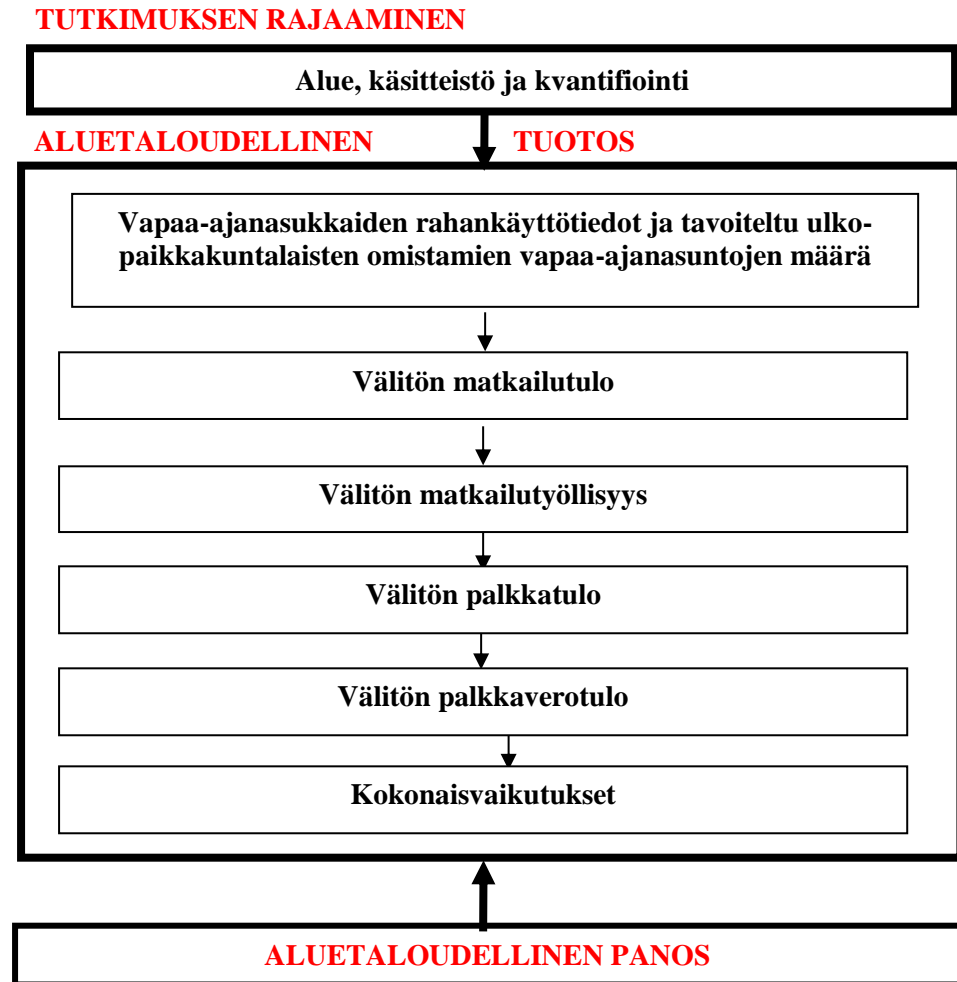 TUTKIMUKSEN RAJAAMINEN
Alue, käsitteistö ja kvantifiointi
ALUETALOUDELLINEN TUOTOS
Vapaa-ajanasukkaiden rahankäyttötiedot ja tavoiteltu ulko-
paikkakuntalaisten omistamien vapaa-ajanasuntojen määrä
Välitön matkailutulo
Välitön matkailutyöllisyys
Välitön palkkatulo
Välitön palkkaverotulo
Kokonaisvaikutukset
ALUETALOUDELLINEN PANOS